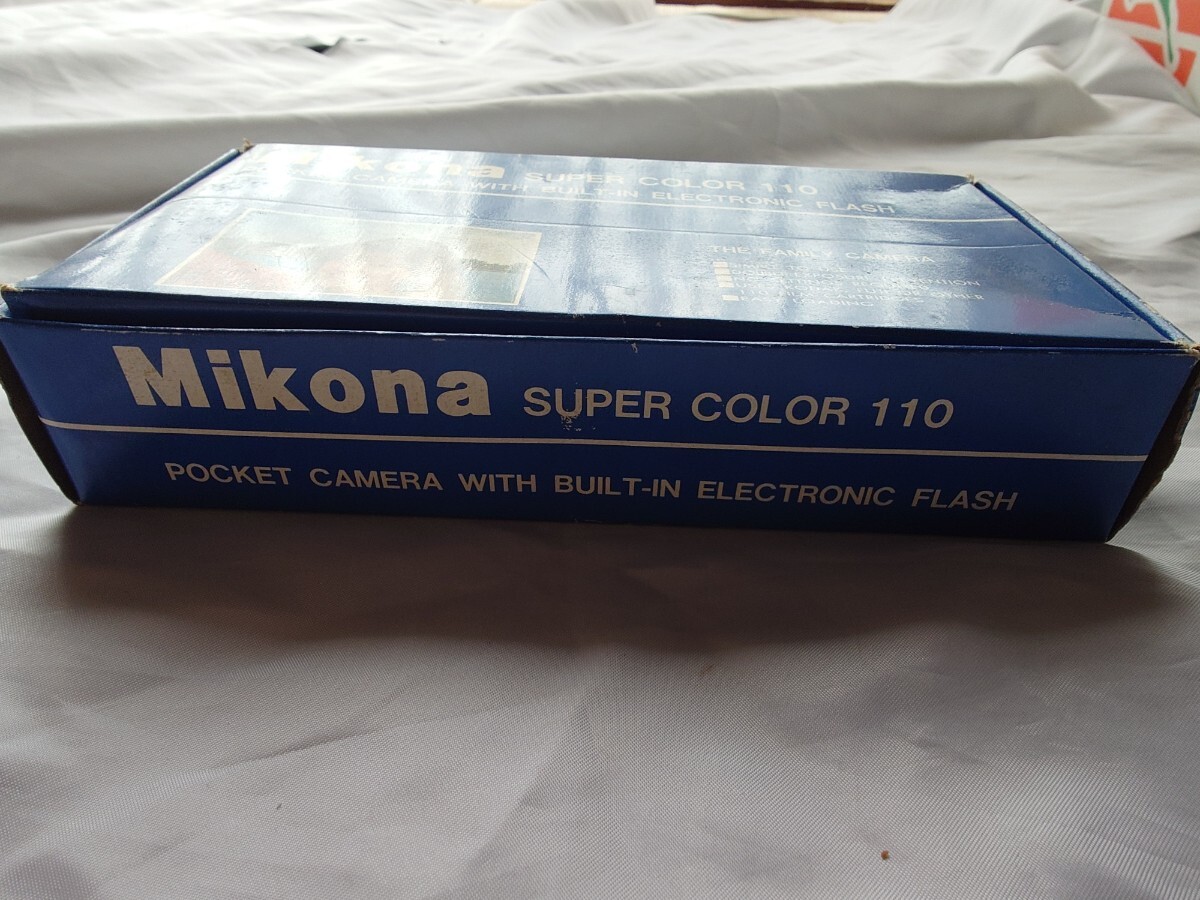 Mikona SUPER COLOR 110
CAMERA WITH BUILT-IN ELECTRONIC FLASH
THE FAMILY CAMERA
Mikona SUPER COLOR 110
POCKET CAMERA WITH BUILT-IN ELECTRONIC FLASH